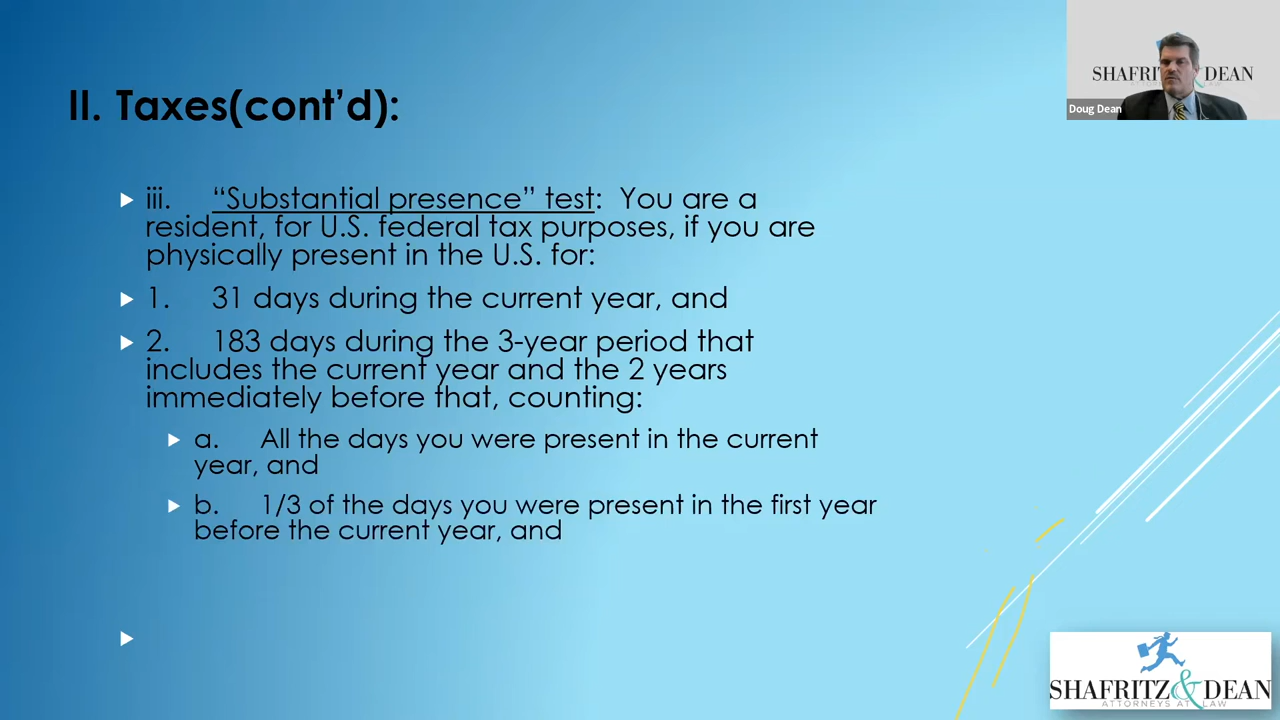 SHAFRITZ & DEAN
Doug Dean
II. Taxes(cont’d):
iii. “Substantial presence” test: You are a
resident, for U.S. federal tax purposes, if you are
physically present in the U.S. for:
1. 31 days during the current year, and
2. 183 days during the 3-year period that
includes the current year and the 2 years
immediately before that, counting:
a. All the days you were present in the current
year, and
b. 1/3 of the days you were present in the first year
before the current year, and
SHAFRITZ & DEAN
ATTORNEYS AT LAW